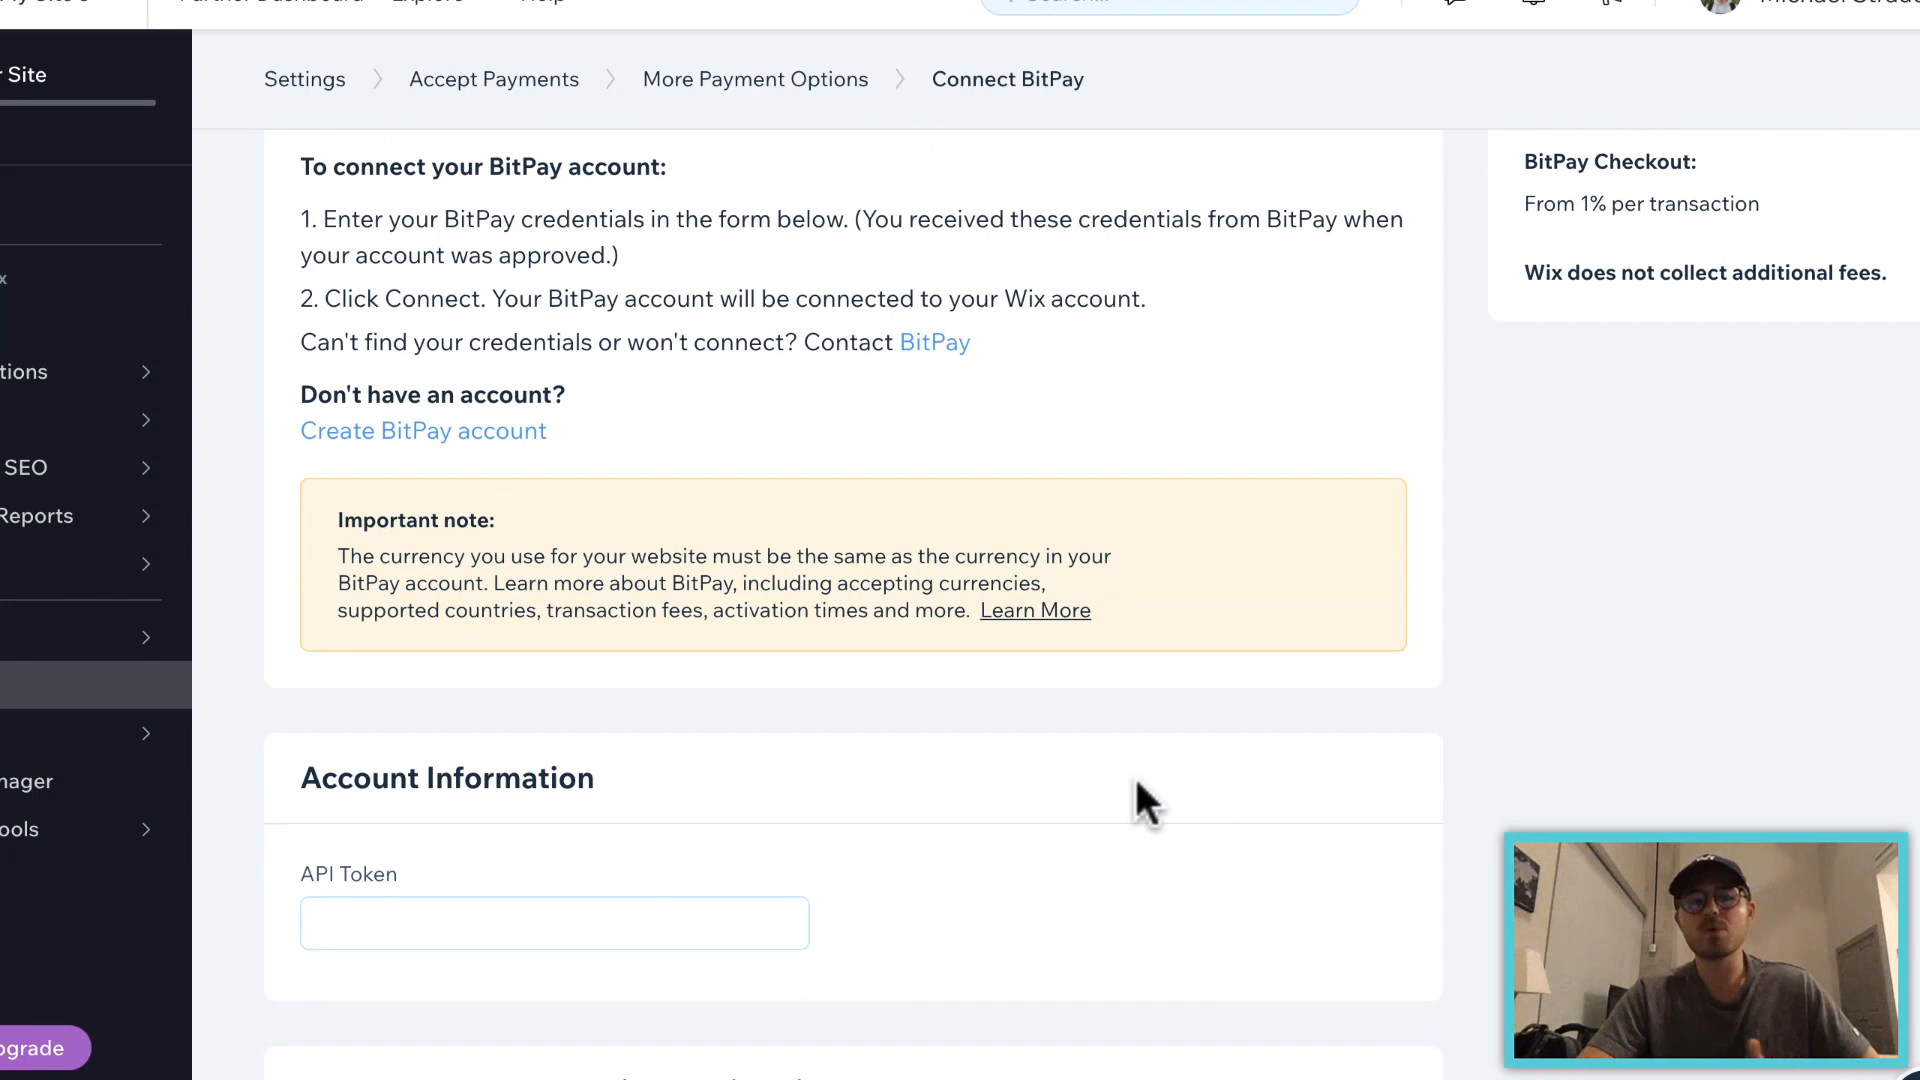 Help
Settings
Accept Payments
More Payment Options
Connect BitPay
Site
To connect your BitPay account:
1. Enter your BitPay credentials in the form below. (You received these credentials from BitPay when
your account was approved.)
2. Click Connect. Your BitPay account will be connected to your Wix account.
Can't find your credentials or won't connect? Contact BitPay
Don't have an account?
Create BitPay account
Important note:
The currency you use for your website must be the same as the currency in your
BitPay account. Learn more about BitPay, including accepting currencies,
supported countries, transaction fees, activation times and more. Learn More
Account Information
API Token
BitPay Checkout:
From 1% per transaction
Wix does not collect additional fees.
tions
SEO
Reports
nager
ools
pgrade